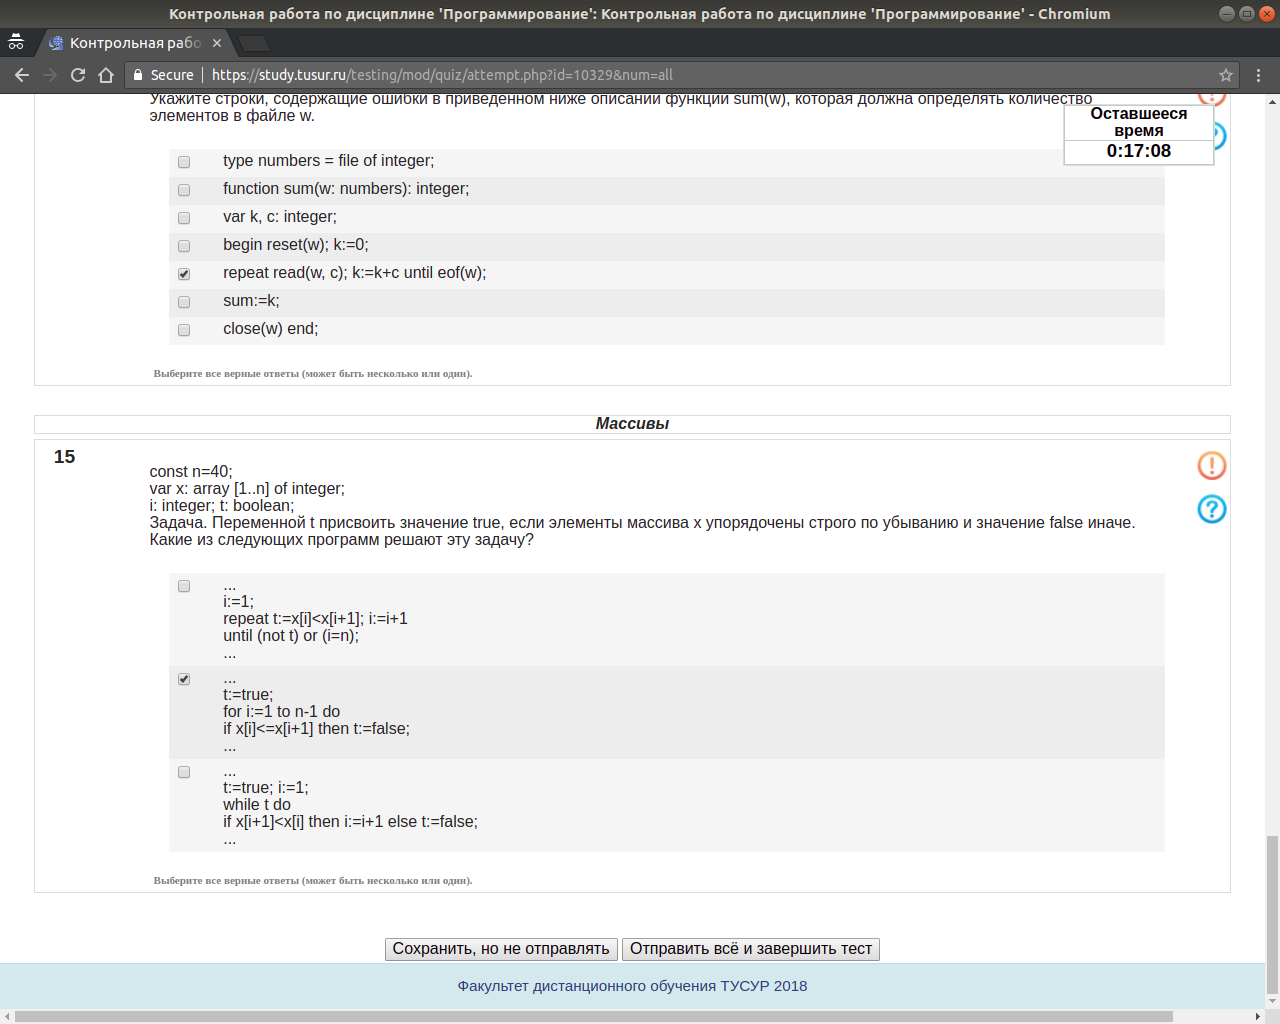 Контрольная работа по дисциплине 'Программирование': Контрольная работа по дисциплине 'Программирование' - Chromium
Контрольная рабо
Secure
https://study.tusur.ru/testing/mod/quiz/attempt.php?id=10329&num=all
Укажите строки, содержащие ошибки в приведенном ниже описании функции sum(w), которая должна определять количество
элементов в файле w.
Оставшееся
время
0:17:08
type numbers = file of integer;
function sum(w: numbers): integer;
var k, c: integer;
begin reset(w); k:=0;
repeat read(w, c); k:=k+c until eof(w);
sum:=k;
close(w) end;
Выберите все верные ответы (может быть несколько или один).
Массивы
15
const n=40;
var x: array [1..n] of integer;
i: integer; t: boolean;
Задача. Переменной t присвоить значение true, если элементы массива x упорядочены строго по убыванию и значение false иначе.
Какие из следующих программ решают эту задачу?
...
i:=1;
repeat t:=x[i]<x[i+1]; i:=i+1
until (not t) or (i=n);
...
...
t:=true;
for i:=1 to n-1 do
if x[i]<=x[i+1] then t:=false;
...
...
t:=true; i:=1;
while t do
if x[i+1]<x[i] then i:=i+1 else t:=false;
...
Выберите все верные ответы (может быть несколько или один).
Сохранить, но не отправлять
Отправить всё и завершить тест
Факультет дистанционного обучения ТУСУР 2018